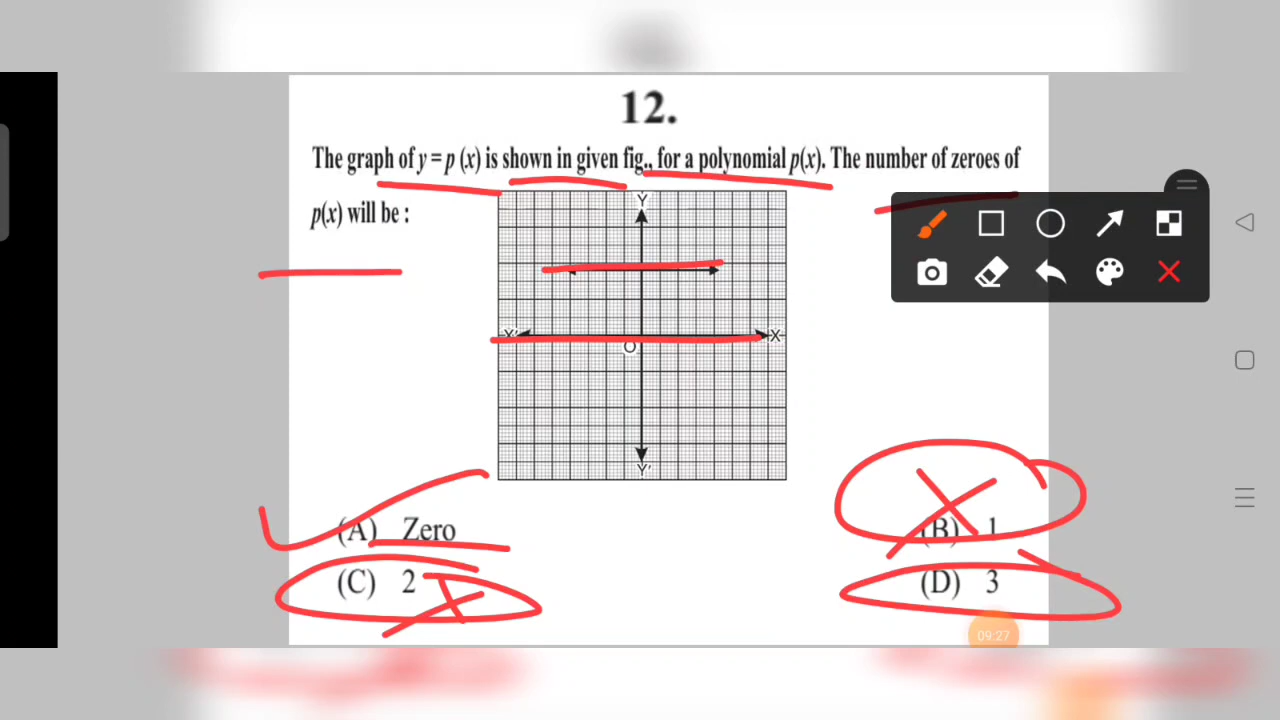 12.
The graph of y = p (x) is shown in given fig., for a polynomial p(x). The number of zeroes of
p(x) will be :
Y
X' O X
Y'
(A) Zero (B) 1
(C) 2 (D) 3
09:27